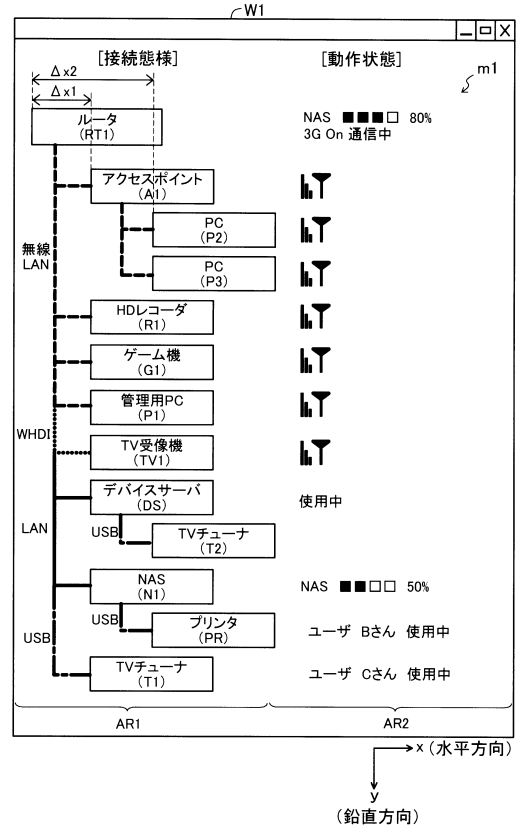 W1
[接続態様] [動作状態]
m1
Δx2
Δx1
ルータ
(RT1)
NAS ■■■□ 80%
3G On 通信中
アクセスポイント
(A1)
PC
(P2)
無線
LAN
PC
(P3)
HDレコーダ
(R1)
ゲーム機
(G1)
管理用PC
(P1)
WHDI
TV受像機
(TV1)
デバイスサーバ
(DS)
使用中
LAN
USB
TVチューナ
(T2)
NAS
(N1)
NAS ■■□□ 50%
USB
USB
プリンタ
(PR)
ユーザ Bさん 使用中
TVチューナ
(T1)
ユーザ Cさん 使用中
AR1 AR2
x (水平方向)
y
(鉛直方向)